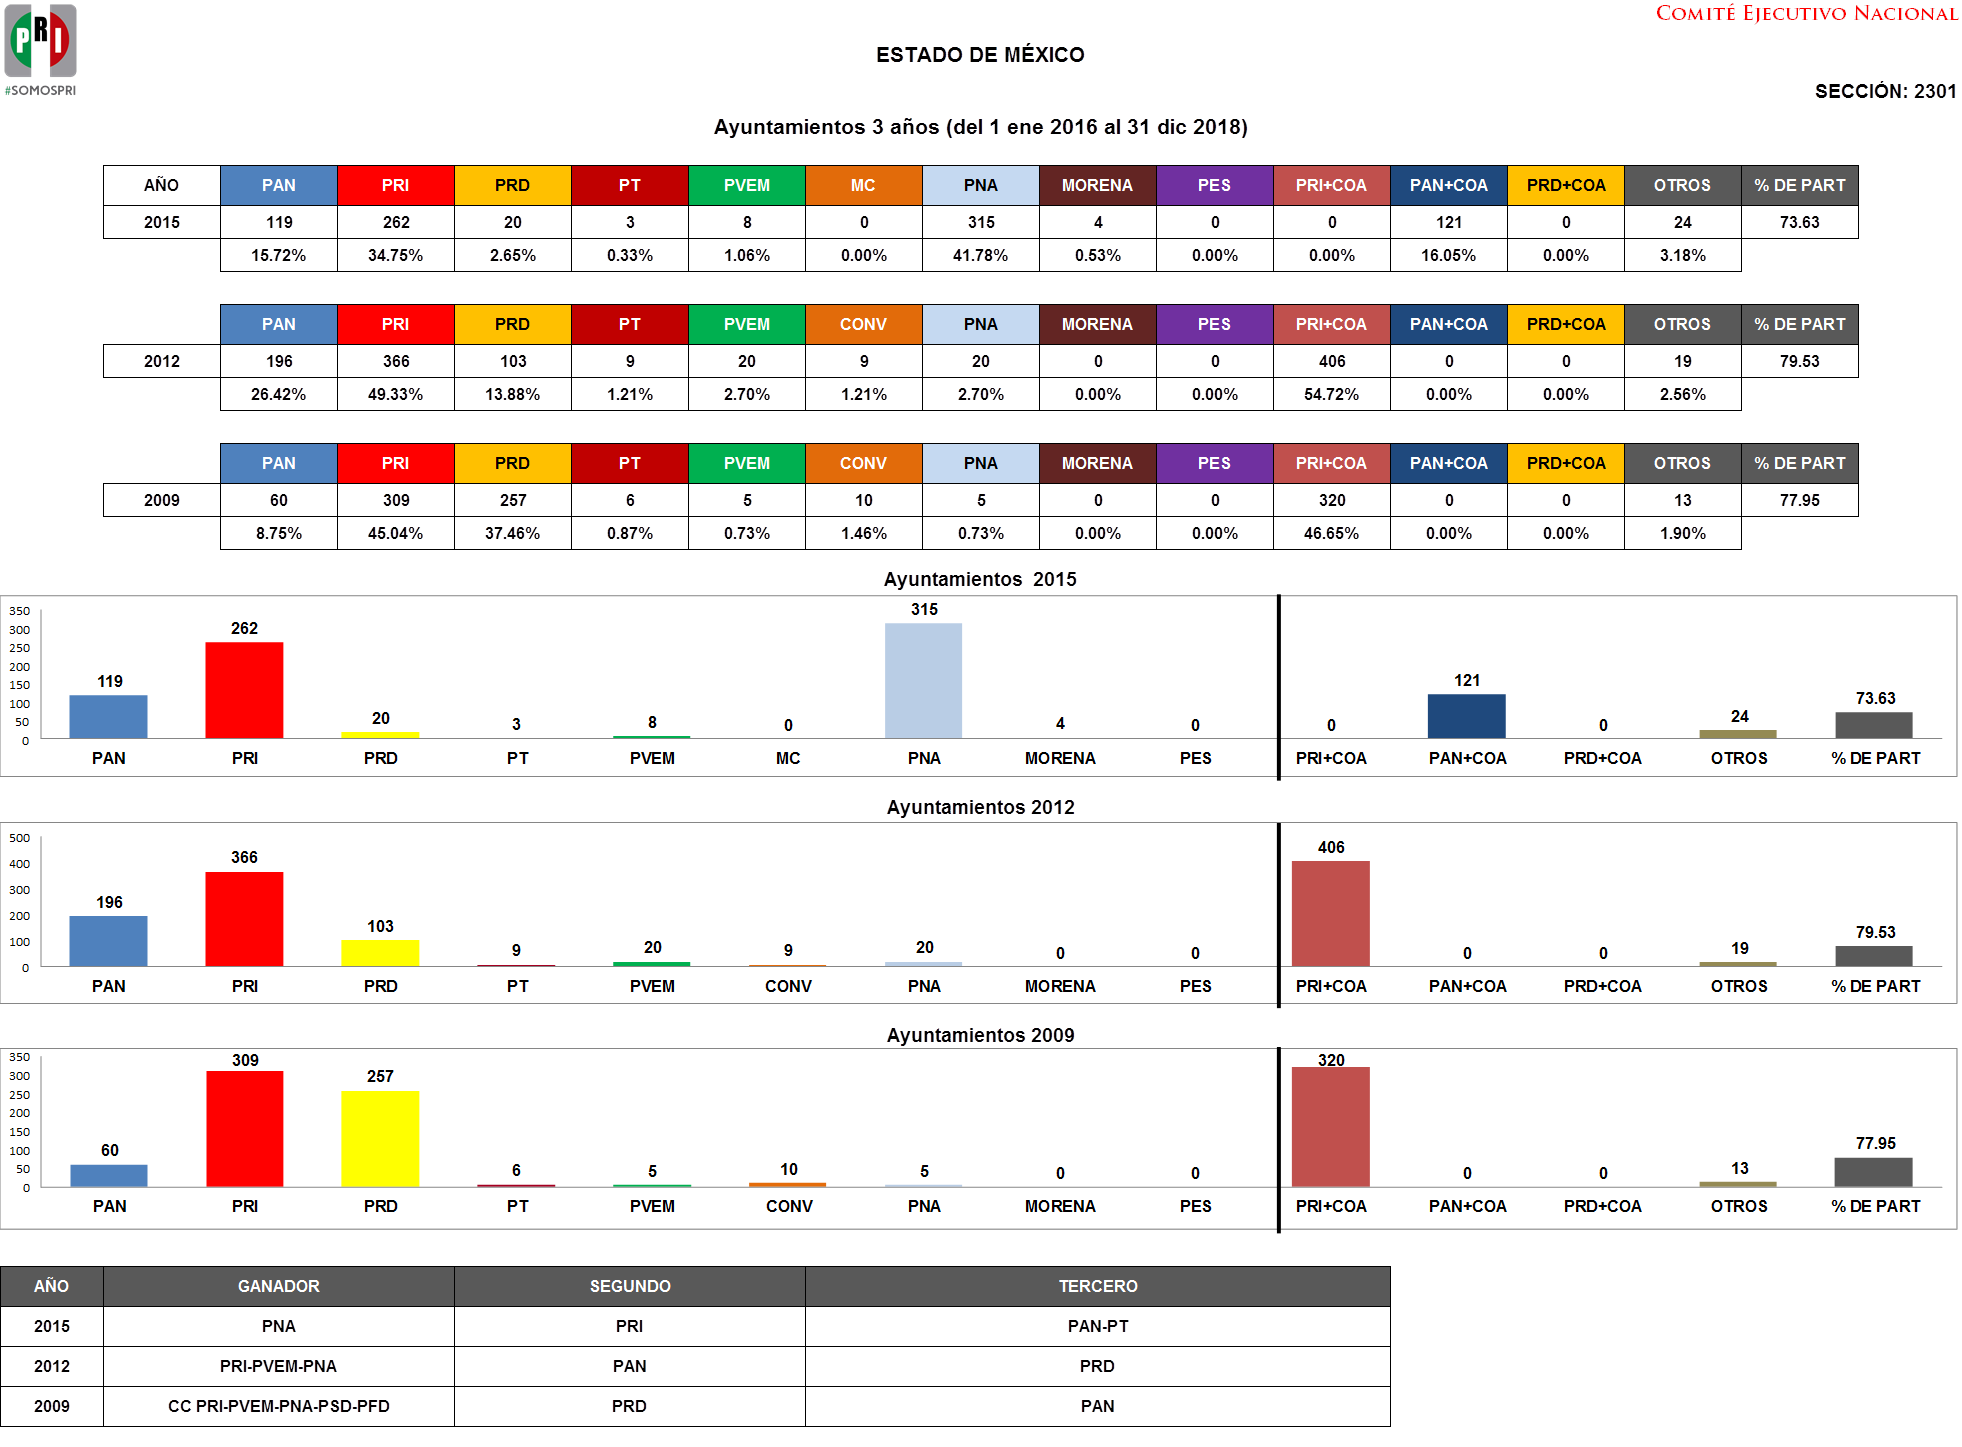 PRI
#SOMOSPRI
COMITÉ EJECUTIVO NACIONAL
ESTADO DE MÉXICO
SECCIÓN: 2301
Ayuntamientos 3 años (del 1 ene 2016 al 31 dic 2018)
AÑO PAN PRI PRD PT PVEM MC PNA MORENA PES PRI+COA PAN+COA PRD+COA OTROS % DE PART
2015 119 262 20 3 8 0 315 4 0 0 121 0 24 73.63
15.72% 34.75% 2.65% 0.33% 1.06% 0.00% 41.78% 0.53% 0.00% 0.00% 16.05% 0.00% 3.18%
PAN PRI PRD PT PVEM CONV PNA MORENA PES PRI+COA PAN+COA PRD+COA OTROS % DE PART
2012 196 366 103 9 20 9 20 0 0 406 0 0 19 79.53
26.42% 49.33% 13.88% 1.21% 2.70% 1.21% 2.70% 0.00% 0.00% 54.72% 0.00% 0.00% 2.56%
PAN PRI PRD PT PVEM CONV PNA MORENA PES PRI+COA PAN+COA PRD+COA OTROS % DE PART
2009 60 309 257 6 5 10 5 0 0 320 0 0 13 77.95
8.75% 45.04% 37.46% 0.87% 0.73% 1.46% 0.73% 0.00% 0.00% 46.65% 0.00% 0.00% 1.90%
Ayuntamientos 2015
350
300
250
200
150
100
50
0
119 262 20 3 8 0 315 4 0 0 121 0 24 73.63
PAN PRI PRD PT PVEM MC PNA MORENA PES PRI+COA PAN+COA PRD+COA OTROS % DE PART
Ayuntamientos 2012
500
400
300
200
100
0
196 366 103 9 20 9 20 0 0 406 0 0 19 79.53
PAN PRI PRD PT PVEM CONV PNA MORENA PES PRI+COA PAN+COA PRD+COA OTROS % DE PART
Ayuntamientos 2009
350
300
250
200
150
100
50
0
60 309 257 6 5 10 5 0 0 320 0 0 13 77.95
PAN PRI PRD PT PVEM CONV PNA MORENA PES PRI+COA PAN+COA PRD+COA OTROS % DE PART
AÑO GANADOR SEGUNDO TERCERO
2015 PNA PRI PAN-PT
2012 PRI-PVEM-PNA PAN PRD
2009 CC PRI-PVEM-PNA-PSD-PFD PRD PAN